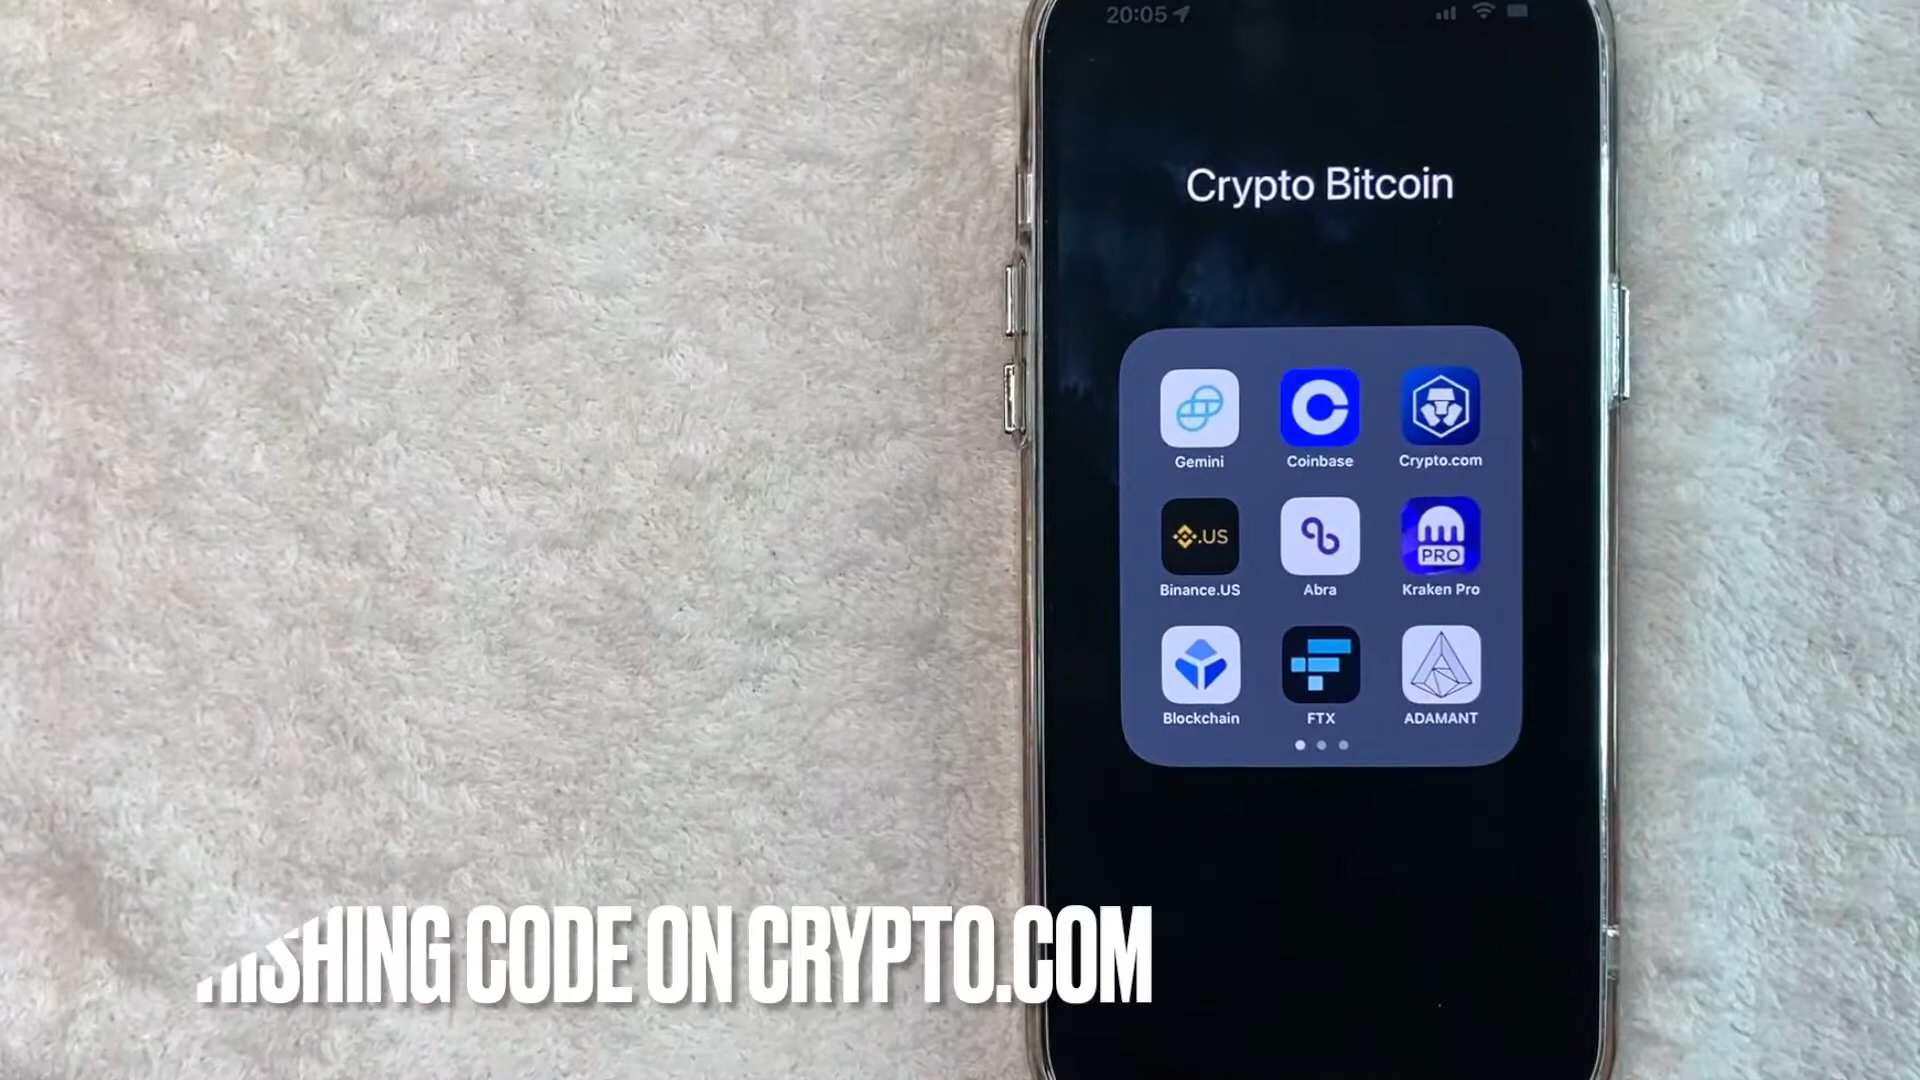 20:05
Crypto Bitcoin
Gemini
Coinbase
Crypto.com
.US
Binance.US
Abra
PRO
Kraken Pro
Blockchain
FTX
ADAMANT
CODE ON CRYPTO.COM